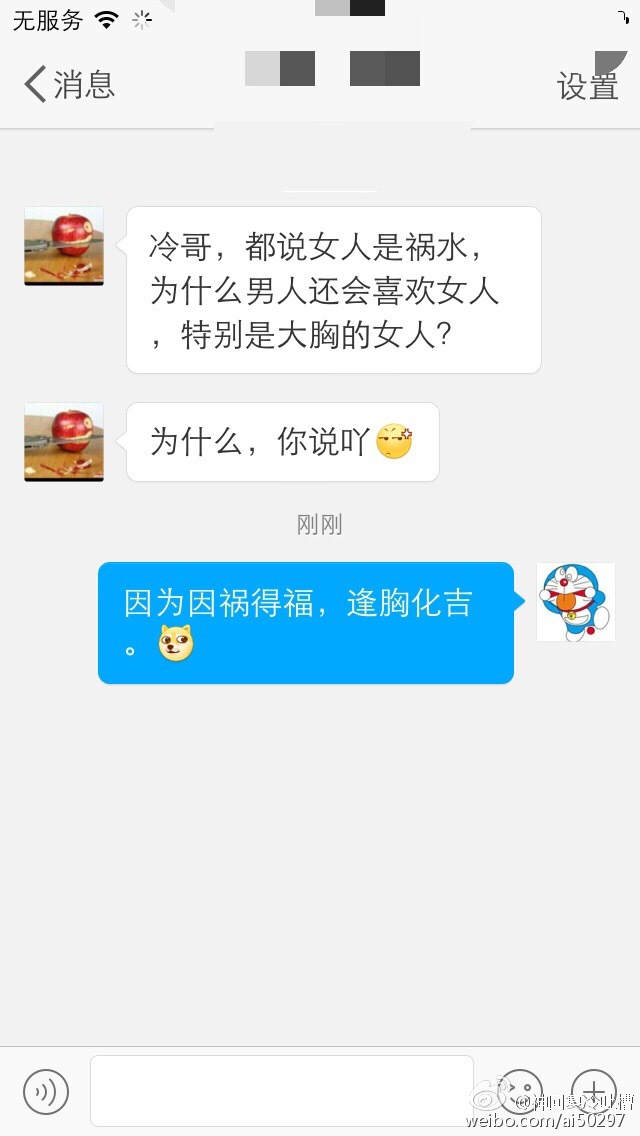 无服务
消息
设置
冷哥，都说女人是祸水，
为什么男人还会喜欢女人
，特别是大胸的女人？
为什么，你说吖
刚刚
因为因祸得福，逢胸化吉
。
weibo.com/ai50297